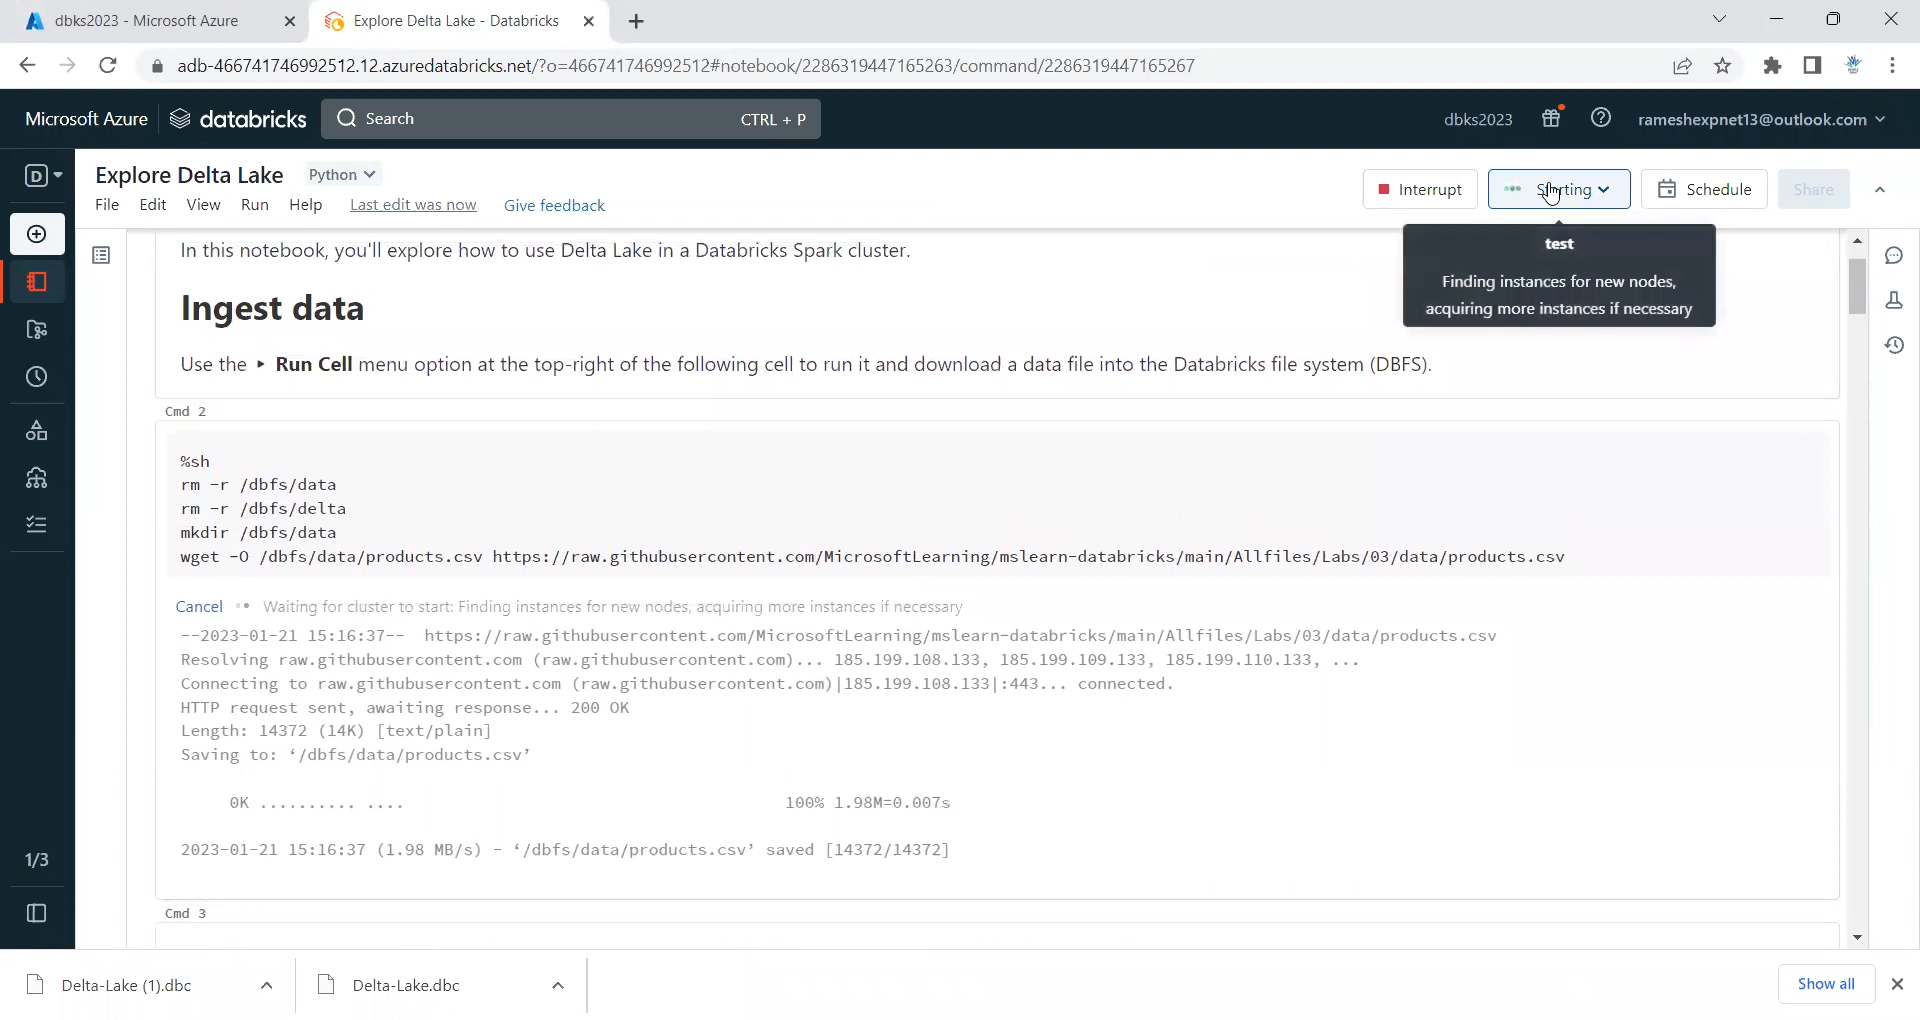 dbks2023 - Microsoft Azure
Explore Delta Lake - Databricks
adb-466741746992512.12.azuredatabricks.net/?o=466741746992512#notebook/2286319447165263/command/2286319447165267
Microsoft Azure
databricks
Search
CTRL + P
dbks2023
rameshexpnet13@outlook.com
D
Explore Delta Lake
Python
File Edit View Run Help Last edit was now Give feedback
Interrupt
Schedule
Share
test
Finding instances for new nodes,
acquiring more instances if necessary
In this notebook, you'll explore how to use Delta Lake in a Databricks Spark cluster.
Ingest data
Use the ▸ Run Cell menu option at the top-right of the following cell to run it and download a data file into the Databricks file system (DBFS).
Cmd 2
%sh
rm -r /dbfs/data
rm -r /dbfs/delta
mkdir /dbfs/data
wget -O /dbfs/data/products.csv https://raw.githubusercontent.com/MicrosoftLearning/mslearn-databricks/main/Allfiles/Labs/03/data/products.csv
Cancel Waiting for cluster to start: Finding instances for new nodes, acquiring more instances if necessary
--2023-01-21 15:16:37-- https://raw.githubusercontent.com/MicrosoftLearning/mslearn-databricks/main/Allfiles/Labs/03/data/products.csv
Resolving raw.githubusercontent.com (raw.githubusercontent.com)... 185.199.108.133, 185.199.109.133, 185.199.110.133, ...
Connecting to raw.githubusercontent.com (raw.githubusercontent.com)|185.199.108.133|:443... connected.
HTTP request sent, awaiting response... 200 OK
Length: 14372 (14K) [text/plain]
Saving to: ‘/dbfs/data/products.csv’
0K .......... .... 100% 1.98M=0.007s
2023-01-21 15:16:37 (1.98 MB/s) - ‘/dbfs/data/products.csv’ saved [14372/14372]
Cmd 3
1/3
Delta-Lake (1).dbc
Delta-Lake.dbc
Show all